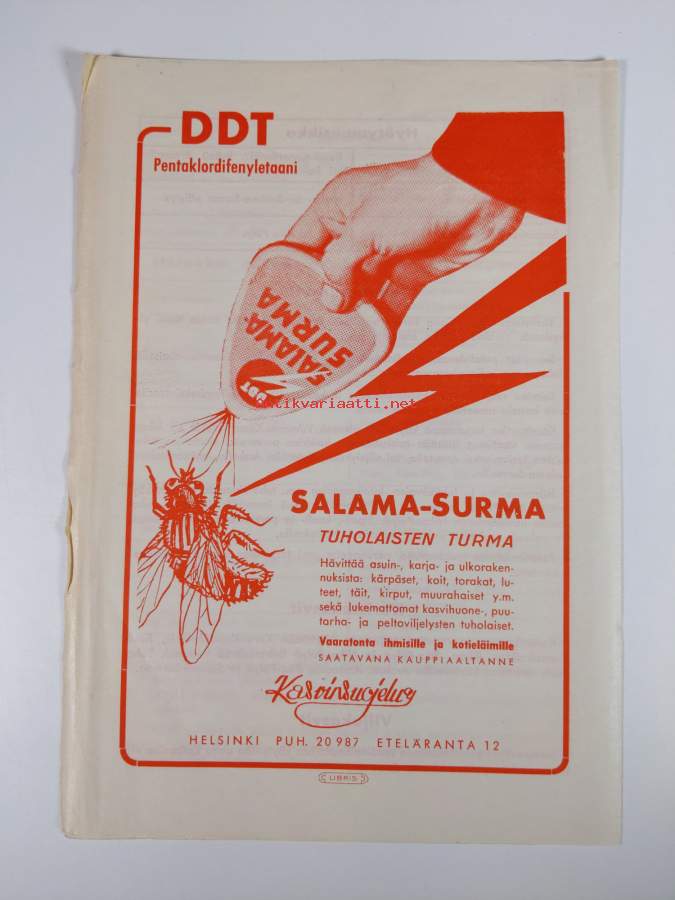 DDT
Pentaklordifenyletaani
SALAMA-
SURMA
DDT
antikvariaatti.net
SALAMA-SURMA
TUHOLAISTEN TURMA
Hävittää asuin-, karja- ja ulkoraken-
nuksista: kärpäset, koit, torakat, lu-
teet, täit, kirput, muurahaiset y.m.
sekä lukemattomat kasvihuone-, puu-
tarha- ja peltoviljelysten tuholaiset.
Vaaratonta ihmisille ja kotieläimille
SAATAVANA KAUPPIAALTANNE
Kasvinsuojelus
HELSINKI PUH. 20 987 ETELÄRANTA 12
LIBRIS